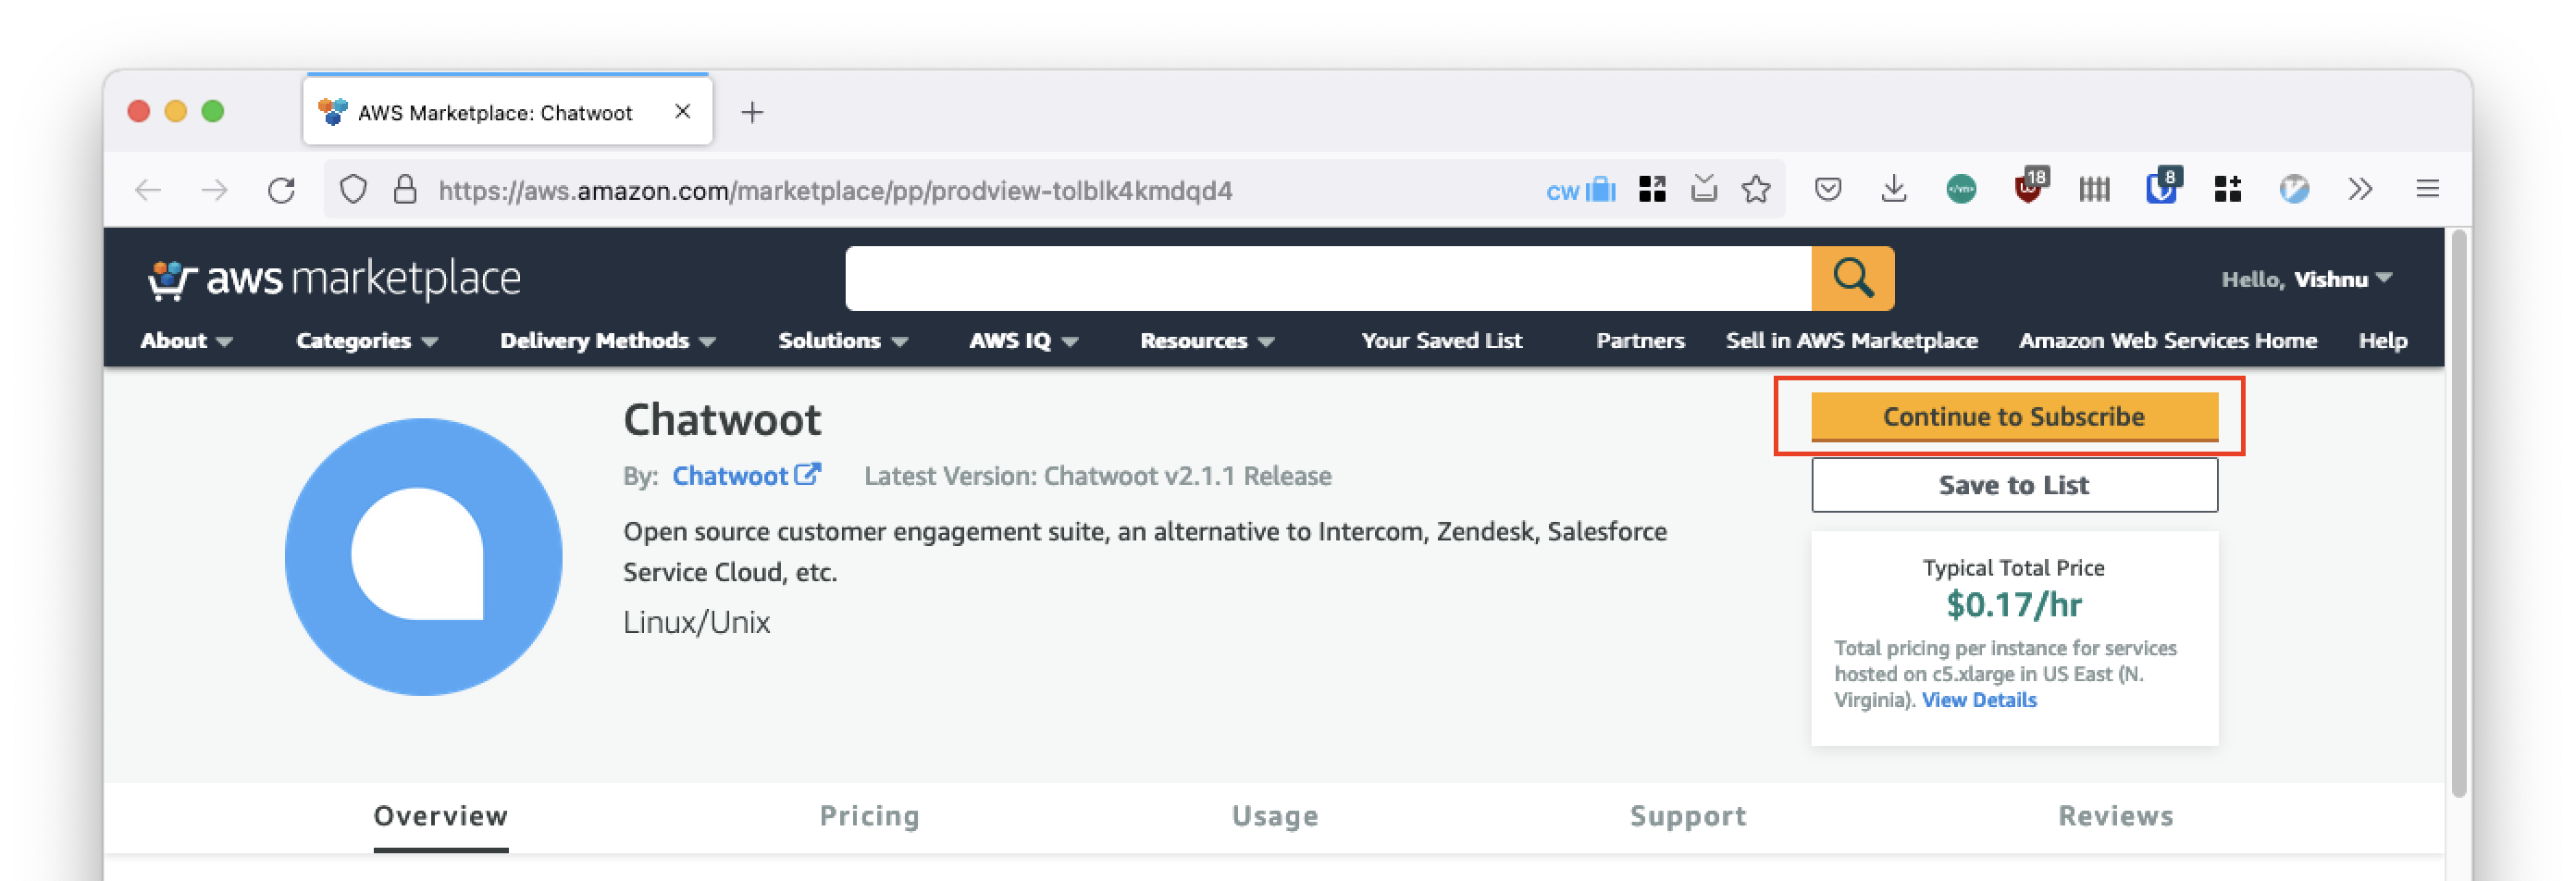 AWS Marketplace: Chatwoot
https://aws.amazon.com/marketplace/pp/prodview-tolblk4kmdqd4
cw
</vm>
18
8
aws marketplace
Hello, Vishnu
About Categories Delivery Methods Solutions AWS IQ Resources Your Saved List Partners Sell in AWS Marketplace Amazon Web Services Home Help
Chatwoot
Continue to Subscribe
By: Chatwoot Latest Version: Chatwoot v2.1.1 Release
Save to List
Open source customer engagement suite, an alternative to Intercom, Zendesk, Salesforce
Service Cloud, etc.
Linux/Unix
Typical Total Price
$0.17/hr
Total pricing per instance for services
hosted on c5.xlarge in US East (N.
Virginia). View Details
Overview Pricing Usage Support Reviews